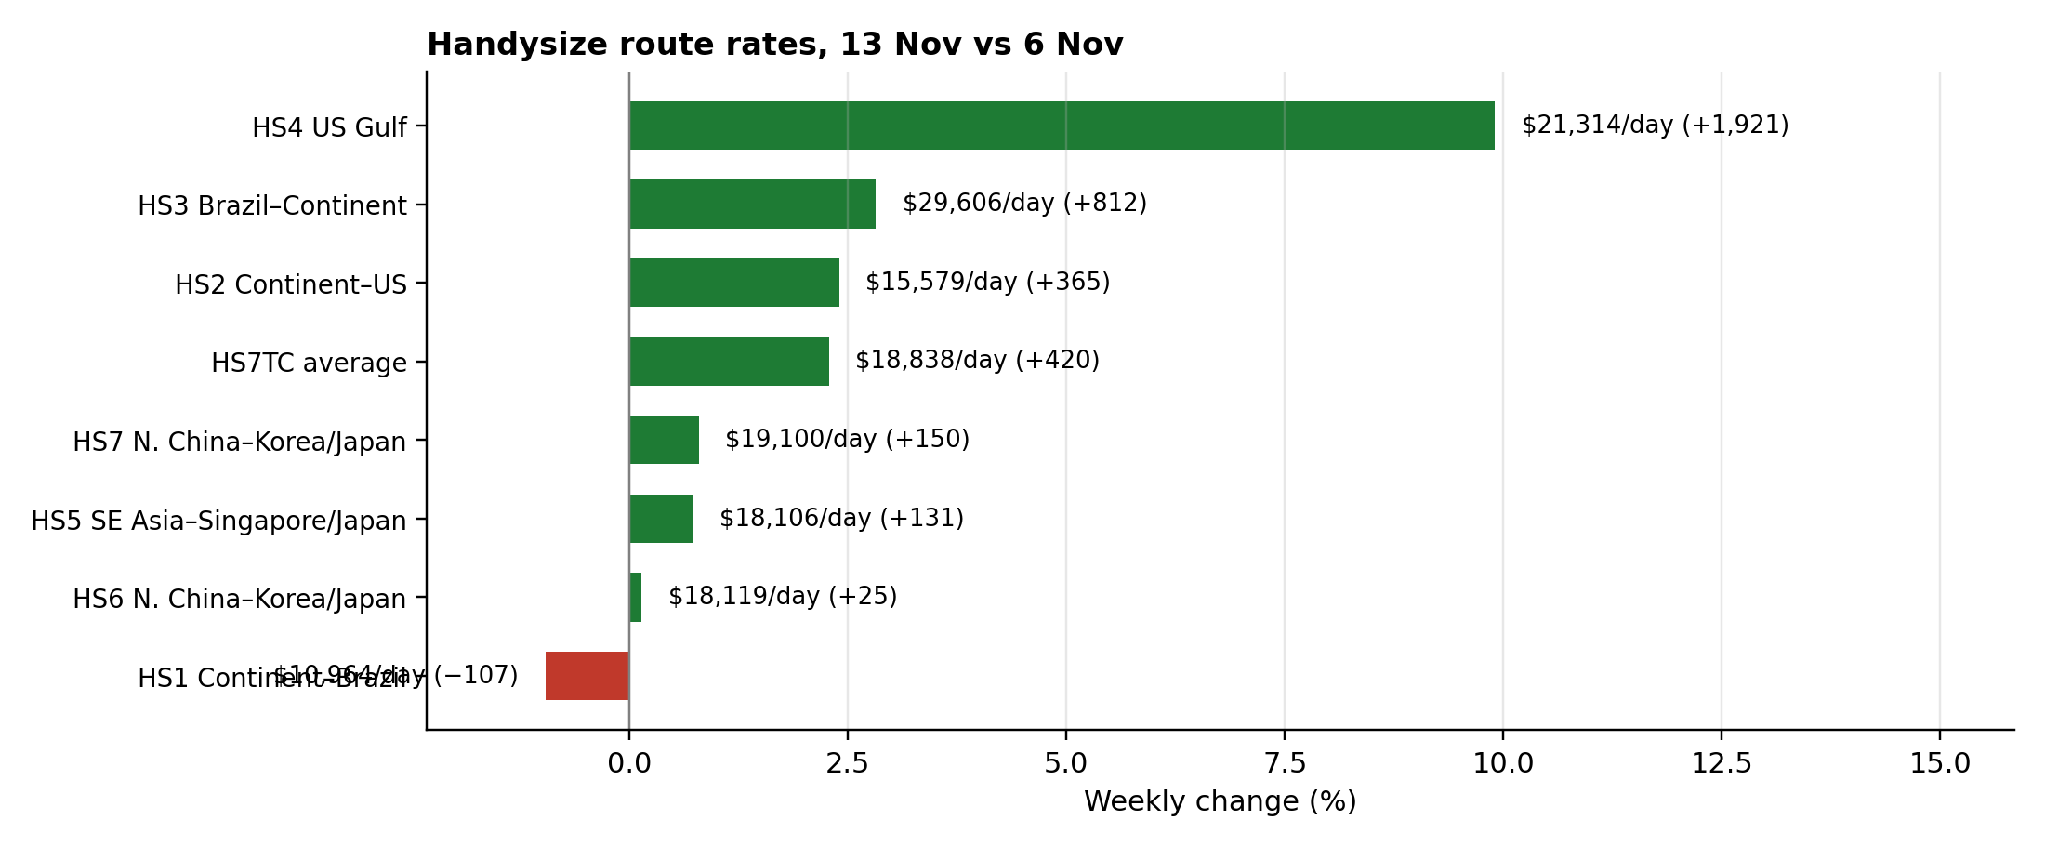 Handysize route rates, 13 Nov vs 6 Nov
HS4 US Gulf
$21,314/day (+1,921)
HS3 Brazil–Continent
$29,606/day (+812)
HS2 Continent–US
$15,579/day (+365)
HS7TC average
$18,838/day (+420)
HS7 N. China–Korea/Japan
$19,100/day (+150)
HS5 SE Asia–Singapore/Japan
$18,106/day (+131)
HS6 N. China–Korea/Japan
$18,119/day (+25)
HS1 Continent–Brazil
$10,964/day (−107)
0.0 2.5 5.0 7.5 10.0 12.5 15.0
Weekly change (%)